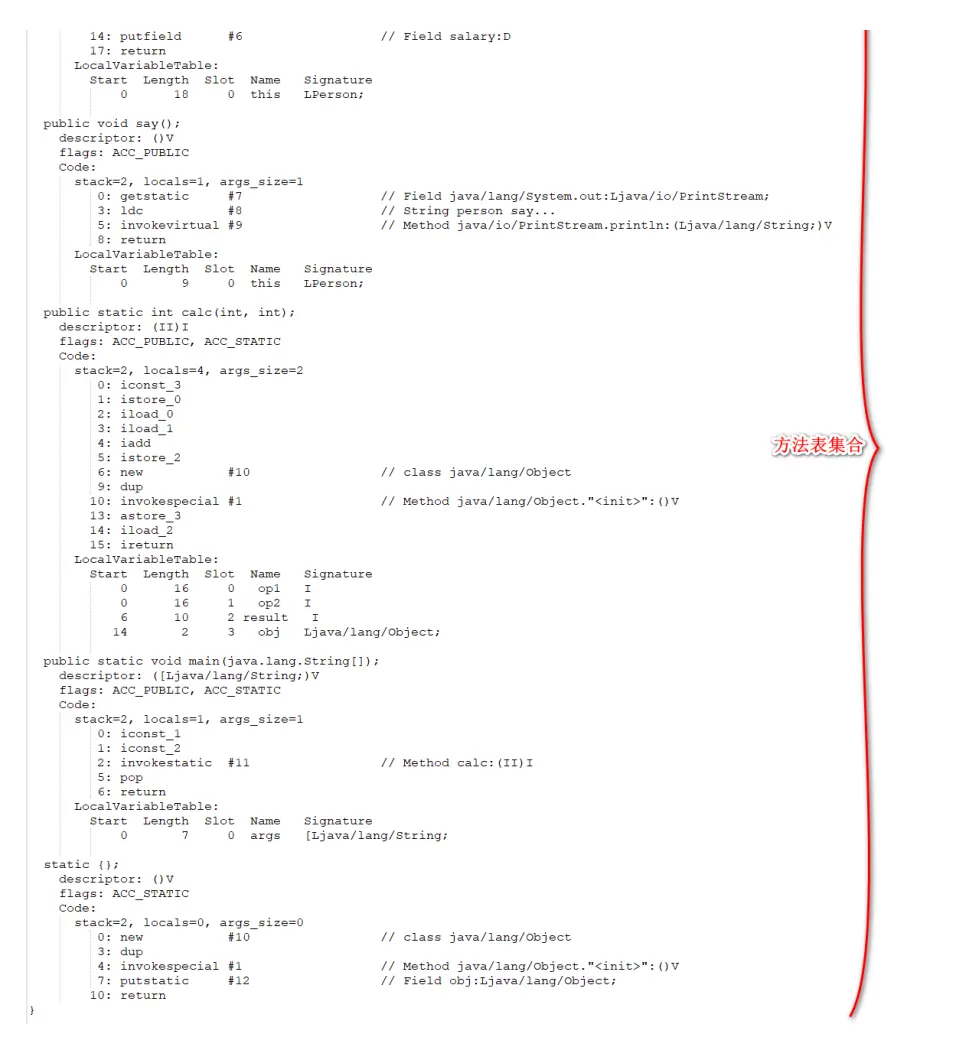 14: putfield      #6                  // Field salary:D
17: return
LocalVariableTable:
Start  Length  Slot  Name   Signature
0      18     0  this   LPerson;
public void say();
descriptor: ()V
flags: ACC_PUBLIC
Code:
stack=2, locals=1, args_size=1
0: getstatic     #7                  // Field java/lang/System.out:Ljava/io/PrintStream;
3: ldc           #8                  // String person say...
5: invokevirtual #9                  // Method java/io/PrintStream.println:(Ljava/lang/String;)V
8: return
LocalVariableTable:
Start  Length  Slot  Name   Signature
0       9     0  this   LPerson;
public static int calc(int, int);
descriptor: (II)I
flags: ACC_PUBLIC, ACC_STATIC
Code:
stack=2, locals=4, args_size=2
0: iconst_3
1: istore_0
2: iload_0
3: iload_1
4: iadd
5: istore_2
方法表集合
6: new           #10                 // class java/lang/Object
9: dup
10: invokespecial #1                  // Method java/lang/Object."<init>":()V
13: astore_3
14: iload_2
15: ireturn
LocalVariableTable:
Start  Length  Slot  Name   Signature
0      16     0   op1   I
0      16     1   op2   I
6      10     2 result   I
14       2     3   obj   Ljava/lang/Object;
public static void main(java.lang.String[]);
descriptor: ([Ljava/lang/String;)V
flags: ACC_PUBLIC, ACC_STATIC
Code:
stack=2, locals=1, args_size=1
0: iconst_1
1: iconst_2
2: invokestatic  #11                 // Method calc:(II)I
5: pop
6: return
LocalVariableTable:
Start  Length  Slot  Name   Signature
0       7     0  args   [Ljava/lang/String;
static {};
descriptor: ()V
flags: ACC_STATIC
Code:
stack=2, locals=0, args_size=0
0: new           #10                 // class java/lang/Object
3: dup
4: invokespecial #1                  // Method java/lang/Object."<init>":()V
7: putstatic     #12                 // Field obj:Ljava/lang/Object;
10: return
}